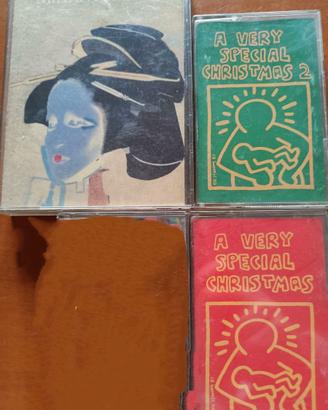 A VERY
SPECIAL
CHRISTMAS 2
A VERY
SPECIAL
CHRISTMAS